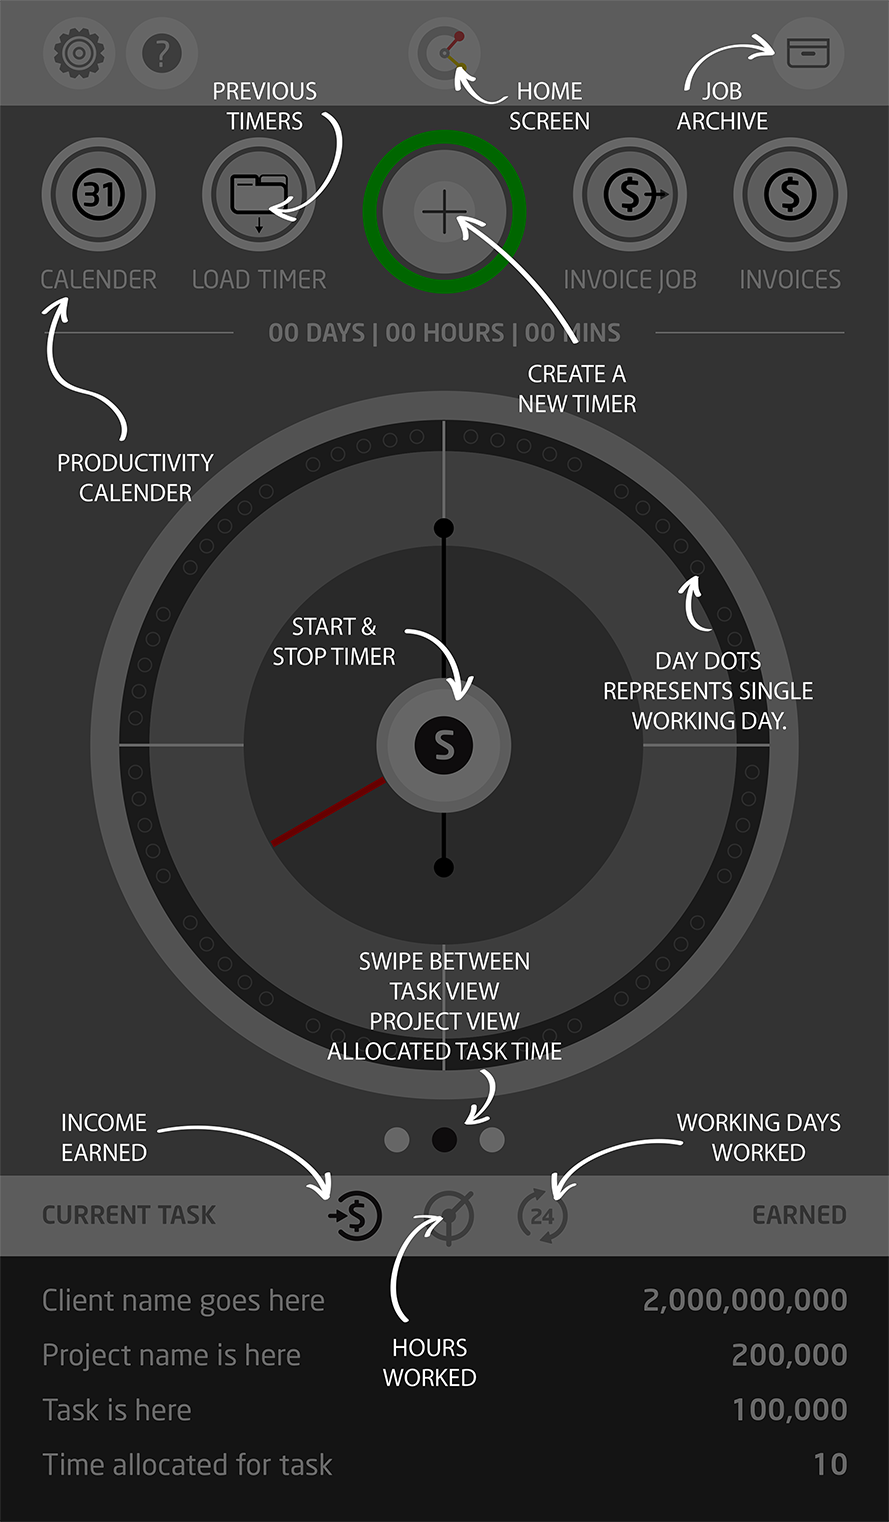 ?
PREVIOUS
TIMERS
HOME
SCREEN
JOB
ARCHIVE
31
$
$
CALENDER
LOAD TIMER
INVOICE JOB
INVOICES
00 DAYS | 00 HOURS | 00 MINS
CREATE A
NEW TIMER
PRODUCTIVITY
CALENDER
START &
STOP TIMER
DAY DOTS
REPRESENTS SINGLE
WORKING DAY.
S
SWIPE BETWEEN
TASK VIEW
PROJECT VIEW
ALLOCATED TASK TIME
INCOME
EARNED
WORKING DAYS
WORKED
CURRENT TASK
$
24
EARNED
Client name goes here
2,000,000,000
HOURS
WORKED
Project name is here
200,000
Task is here
100,000
Time allocated for task
10